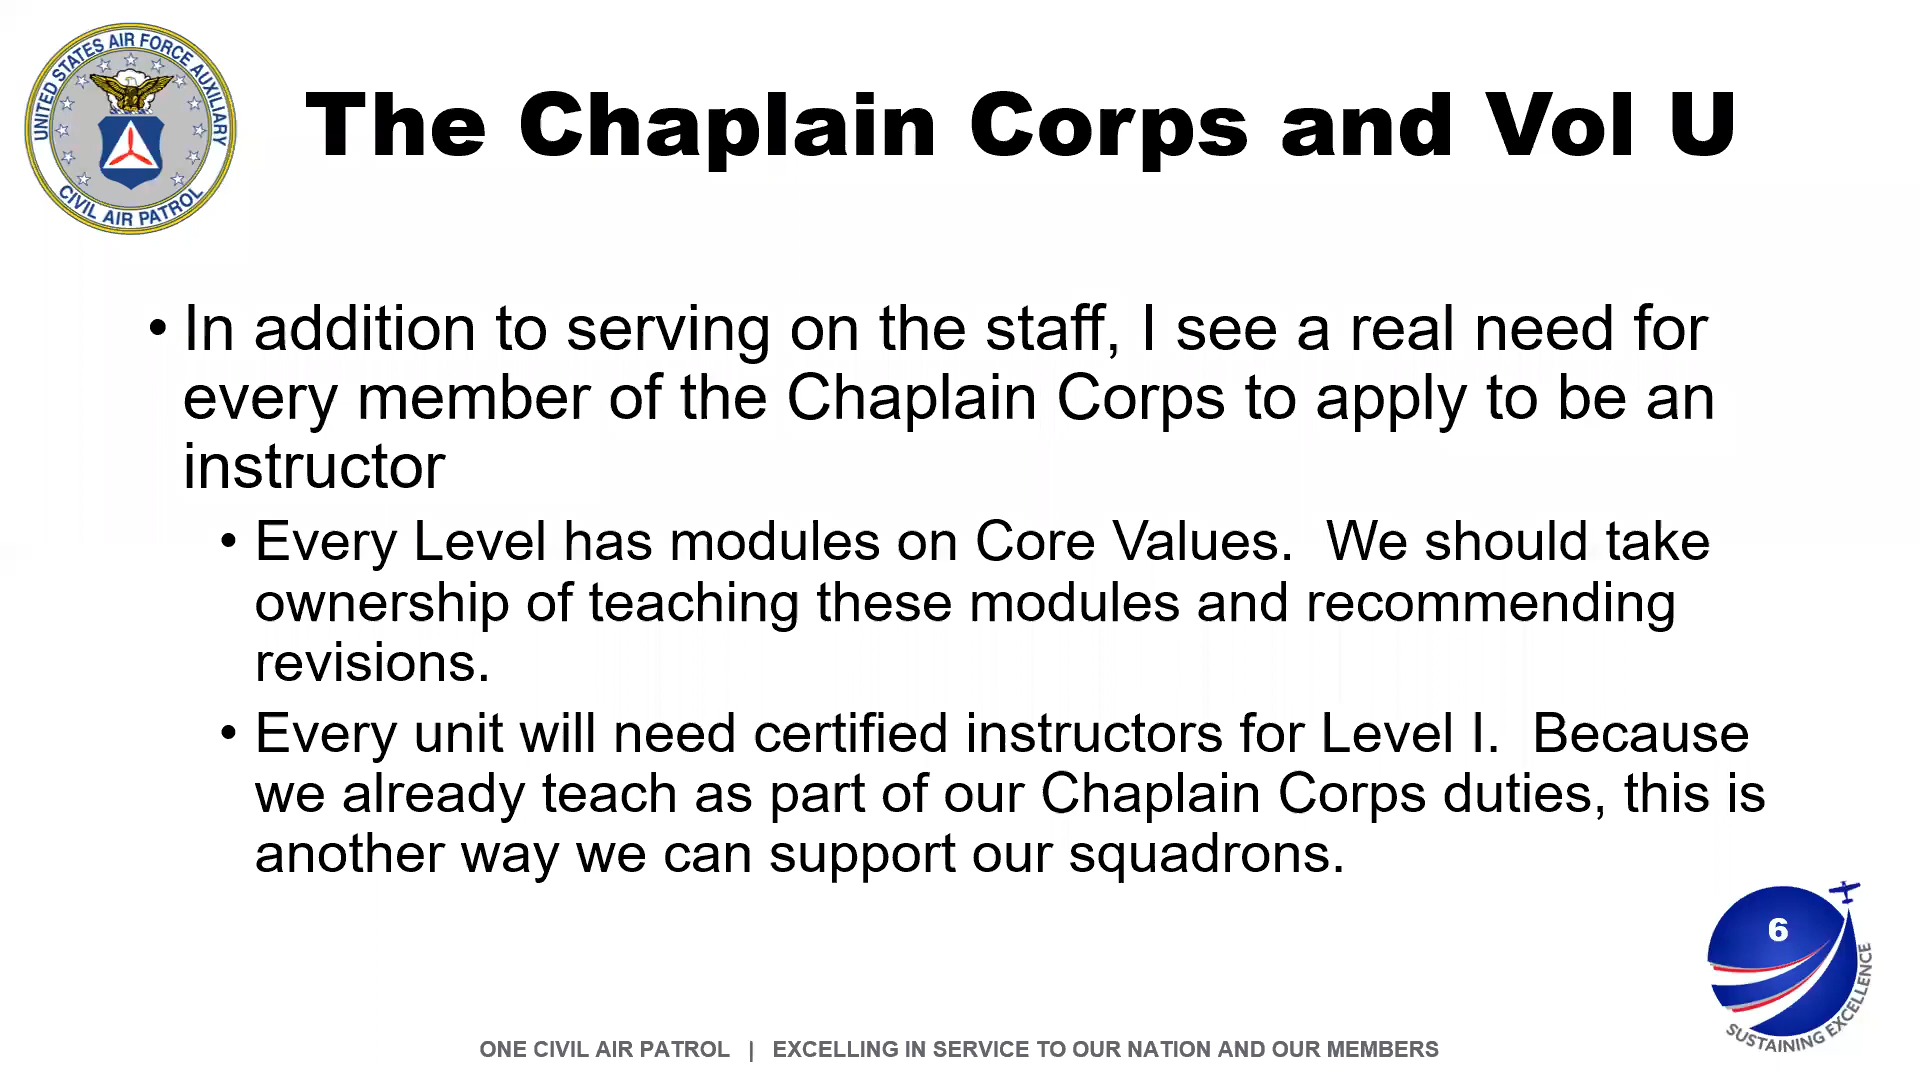 UNITED STATES AIR FORCE AUXILIARY
CIVIL AIR PATROL
The Chaplain Corps and Vol U
• In addition to serving on the staff, I see a real need for
every member of the Chaplain Corps to apply to be an
instructor
• Every Level has modules on Core Values.  We should take
ownership of teaching these modules and recommending
revisions.
• Every unit will need certified instructors for Level I.  Because
we already teach as part of our Chaplain Corps duties, this is
another way we can support our squadrons.
6
SUSTAINING EXCELLENCE
ONE CIVIL AIR PATROL | EXCELLING IN SERVICE TO OUR NATION AND OUR MEMBERS